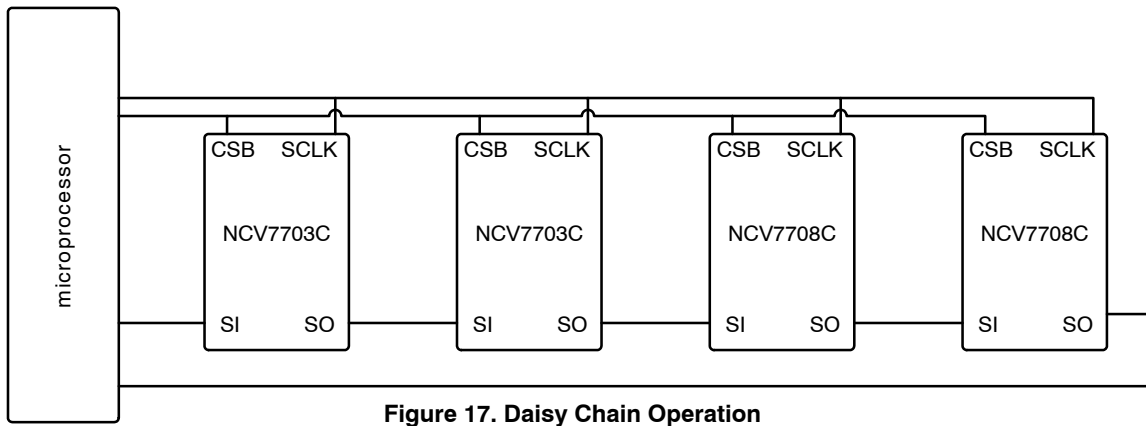 microprocessor
CSB SCLK
NCV7703C
SI SO
CSB SCLK
NCV7703C
SI SO
CSB SCLK
NCV7708C
SI SO
CSB SCLK
NCV7708C
SI SO
Figure 17. Daisy Chain Operation